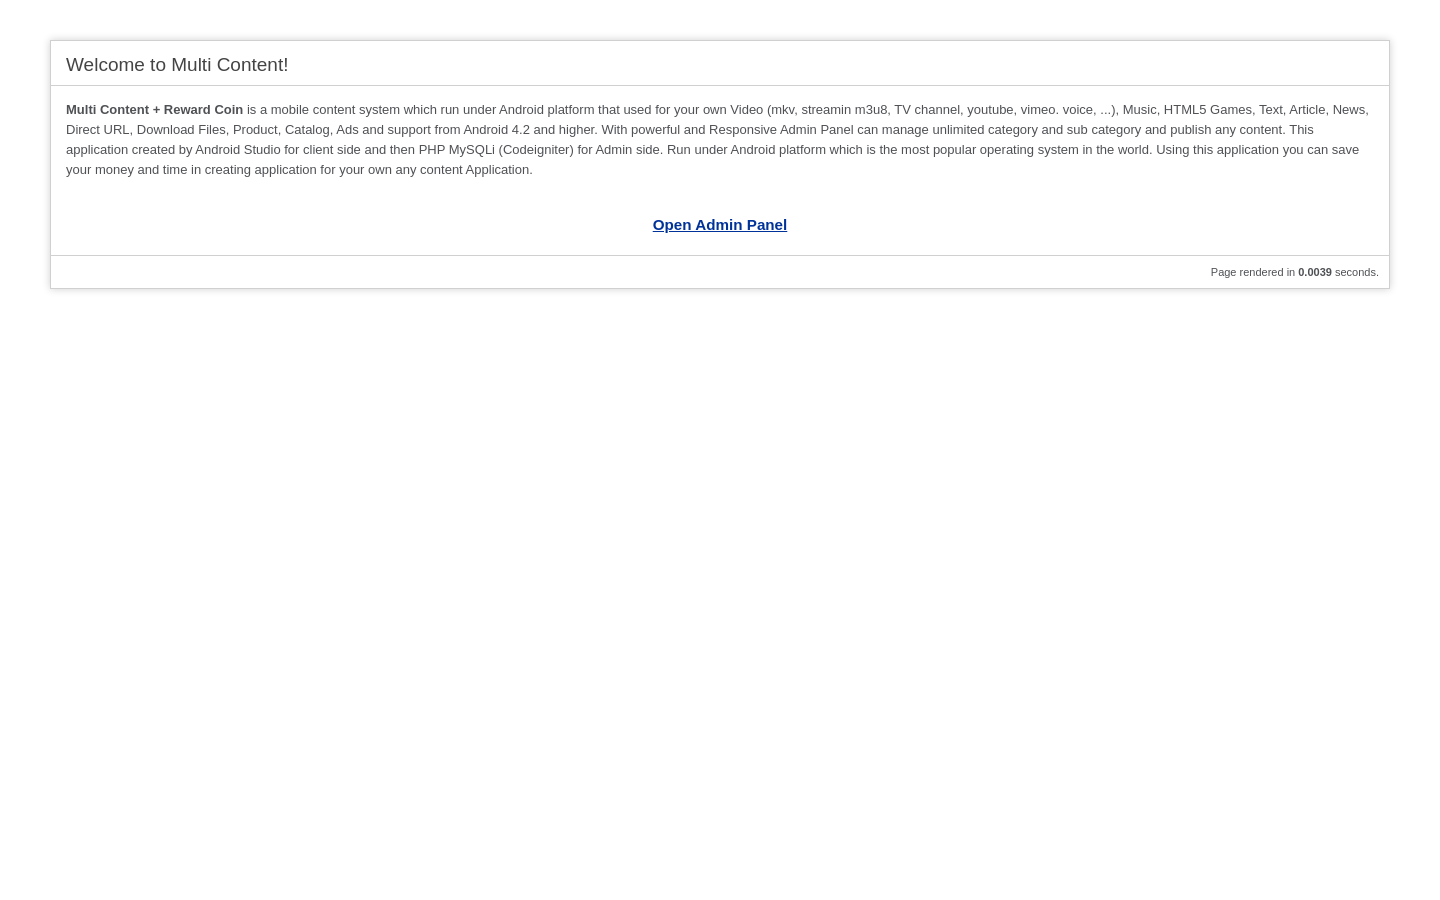 Welcome to Multi Content!
Multi Content + Reward Coin is a mobile content system which run under Android platform that used for your own Video (mkv, streamin m3u8, TV channel, youtube, vimeo. voice, ...), Music, HTML5 Games, Text, Article, News,
Direct URL, Download Files, Product, Catalog, Ads and support from Android 4.2 and higher. With powerful and Responsive Admin Panel can manage unlimited category and sub category and publish any content. This
application created by Android Studio for client side and then PHP MySQLi (Codeigniter) for Admin side. Run under Android platform which is the most popular operating system in the world. Using this application you can save
your money and time in creating application for your own any content Application.
Open Admin Panel
Page rendered in 0.0039 seconds.